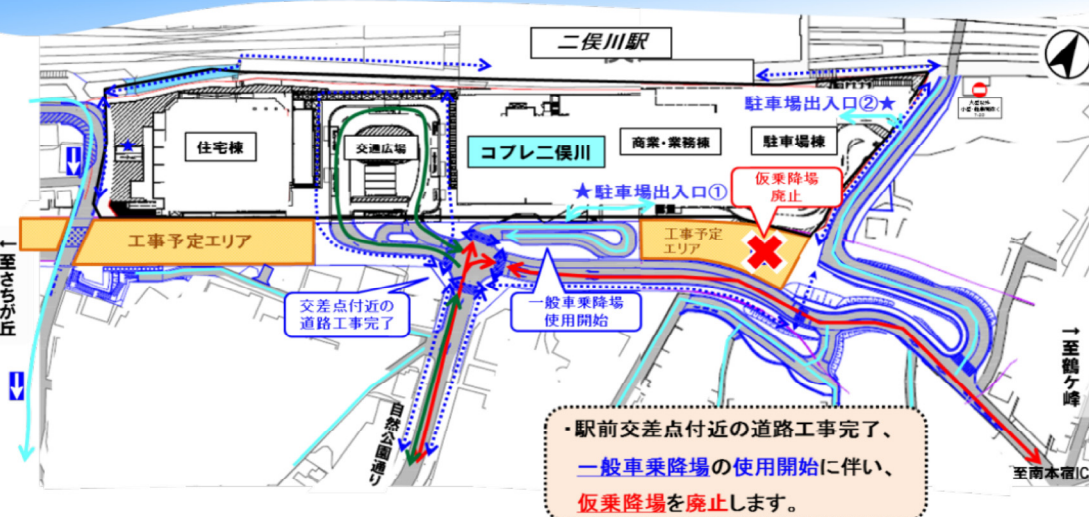 二俣川駅
駐車場出入口②★
住宅棟
交通広場
コプレ二俣川
商業・業務棟
駐車場棟
★駐車場出入口①
仮乗降場
廃止
工事予定エリア
工事予定
エリア
←至さちが丘
交差点付近の
道路工事完了
一般車乗降場
使用開始
自然公園通り
→至鶴ヶ峰
至南本宿IC
・駅前交差点付近の道路工事完了、
一般車乗降場の使用開始に伴い、
仮乗降場を廃止します。